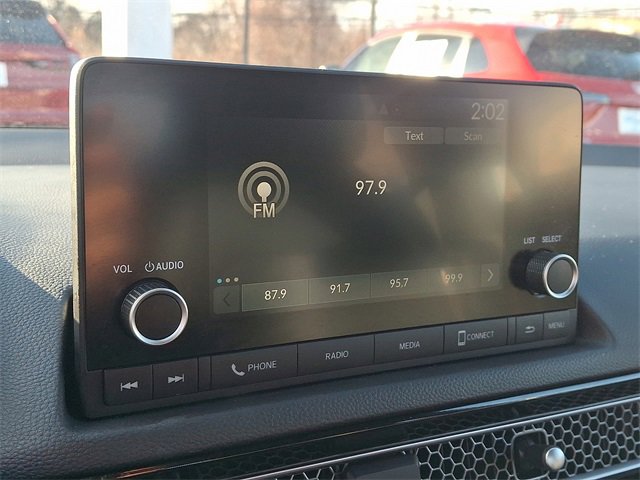 2:02
Text Scan
97.9
FM
LIST SELECT
VOL AUDIO
87.9 91.7 95.7 99.9
PHONE RADIO MEDIA CONNECT MENU